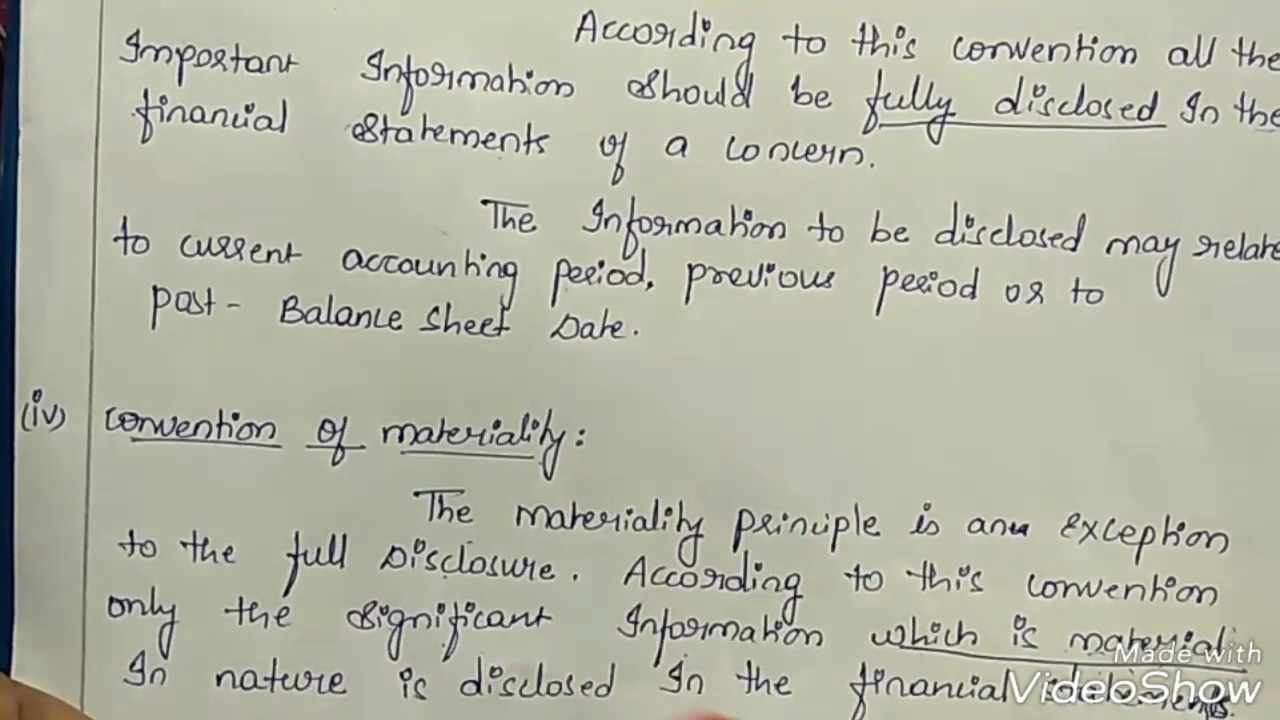 According to this convention all the
Important Information should be fully disclosed In the
financial statements of a concern.
The Information to be disclosed may relate
to current accounting period, previous period or to
post - Balance sheet Date.
(iv) convention of materiality:
The materiality principle is an exception
to the full Disclosure. According to this convention
only the significant Information which is material
In nature is disclosed In the financial statements.
Made with
VideoShow